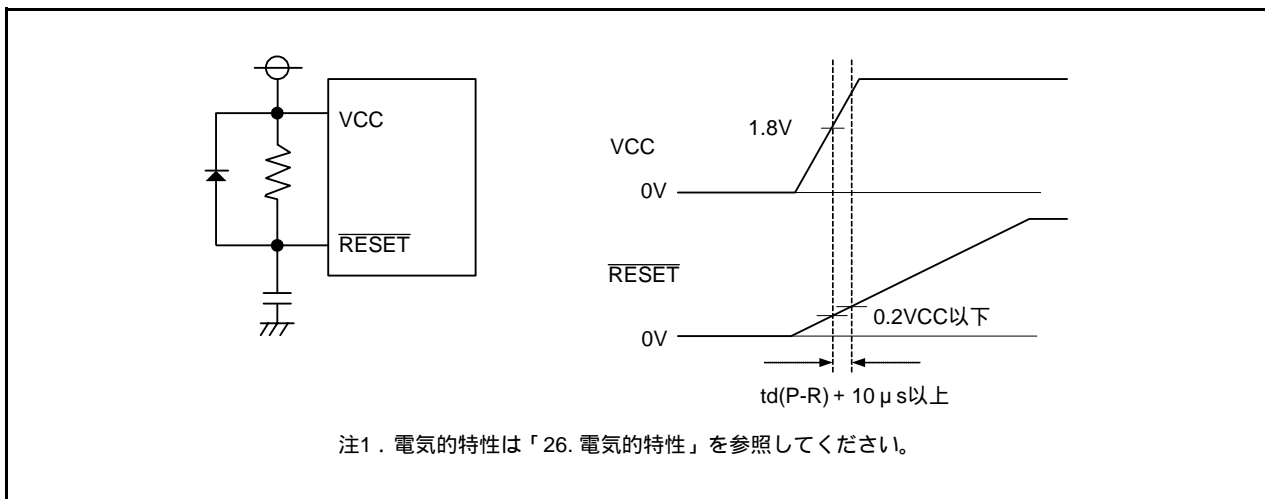 VCC
RESET
VCC
1.8V
0V
RESET
0V
0.2VCC以下
td(P-R) + 10 μ s以上
注1．電気的特性は「26. 電気的特性」を参照してください。